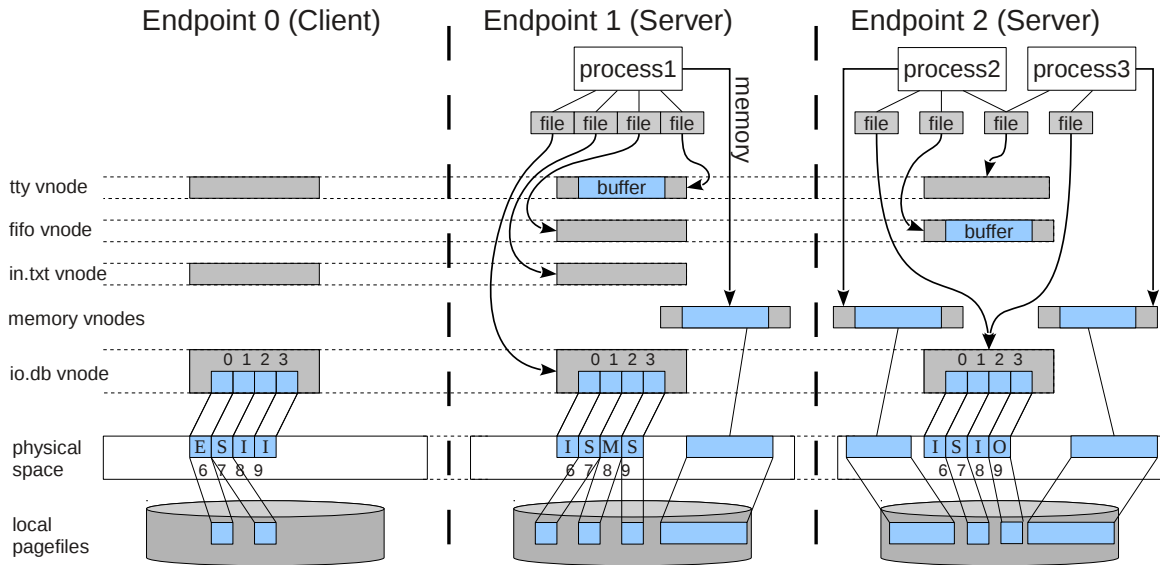 Endpoint 0 (Client) Endpoint 1 (Server) Endpoint 2 (Server)
process1 process2 process3
memory
file file file file file file file file
tty vnode buffer
fifo vnode buffer
in.txt vnode
memory vnodes
0 1 2 3 0 1 2 3 0 1 2 3
io.db vnode
physical E S I I I S M S I S I O
space 6 7 8 9 6 7 8 9 6 7 8 9
local
pagefiles